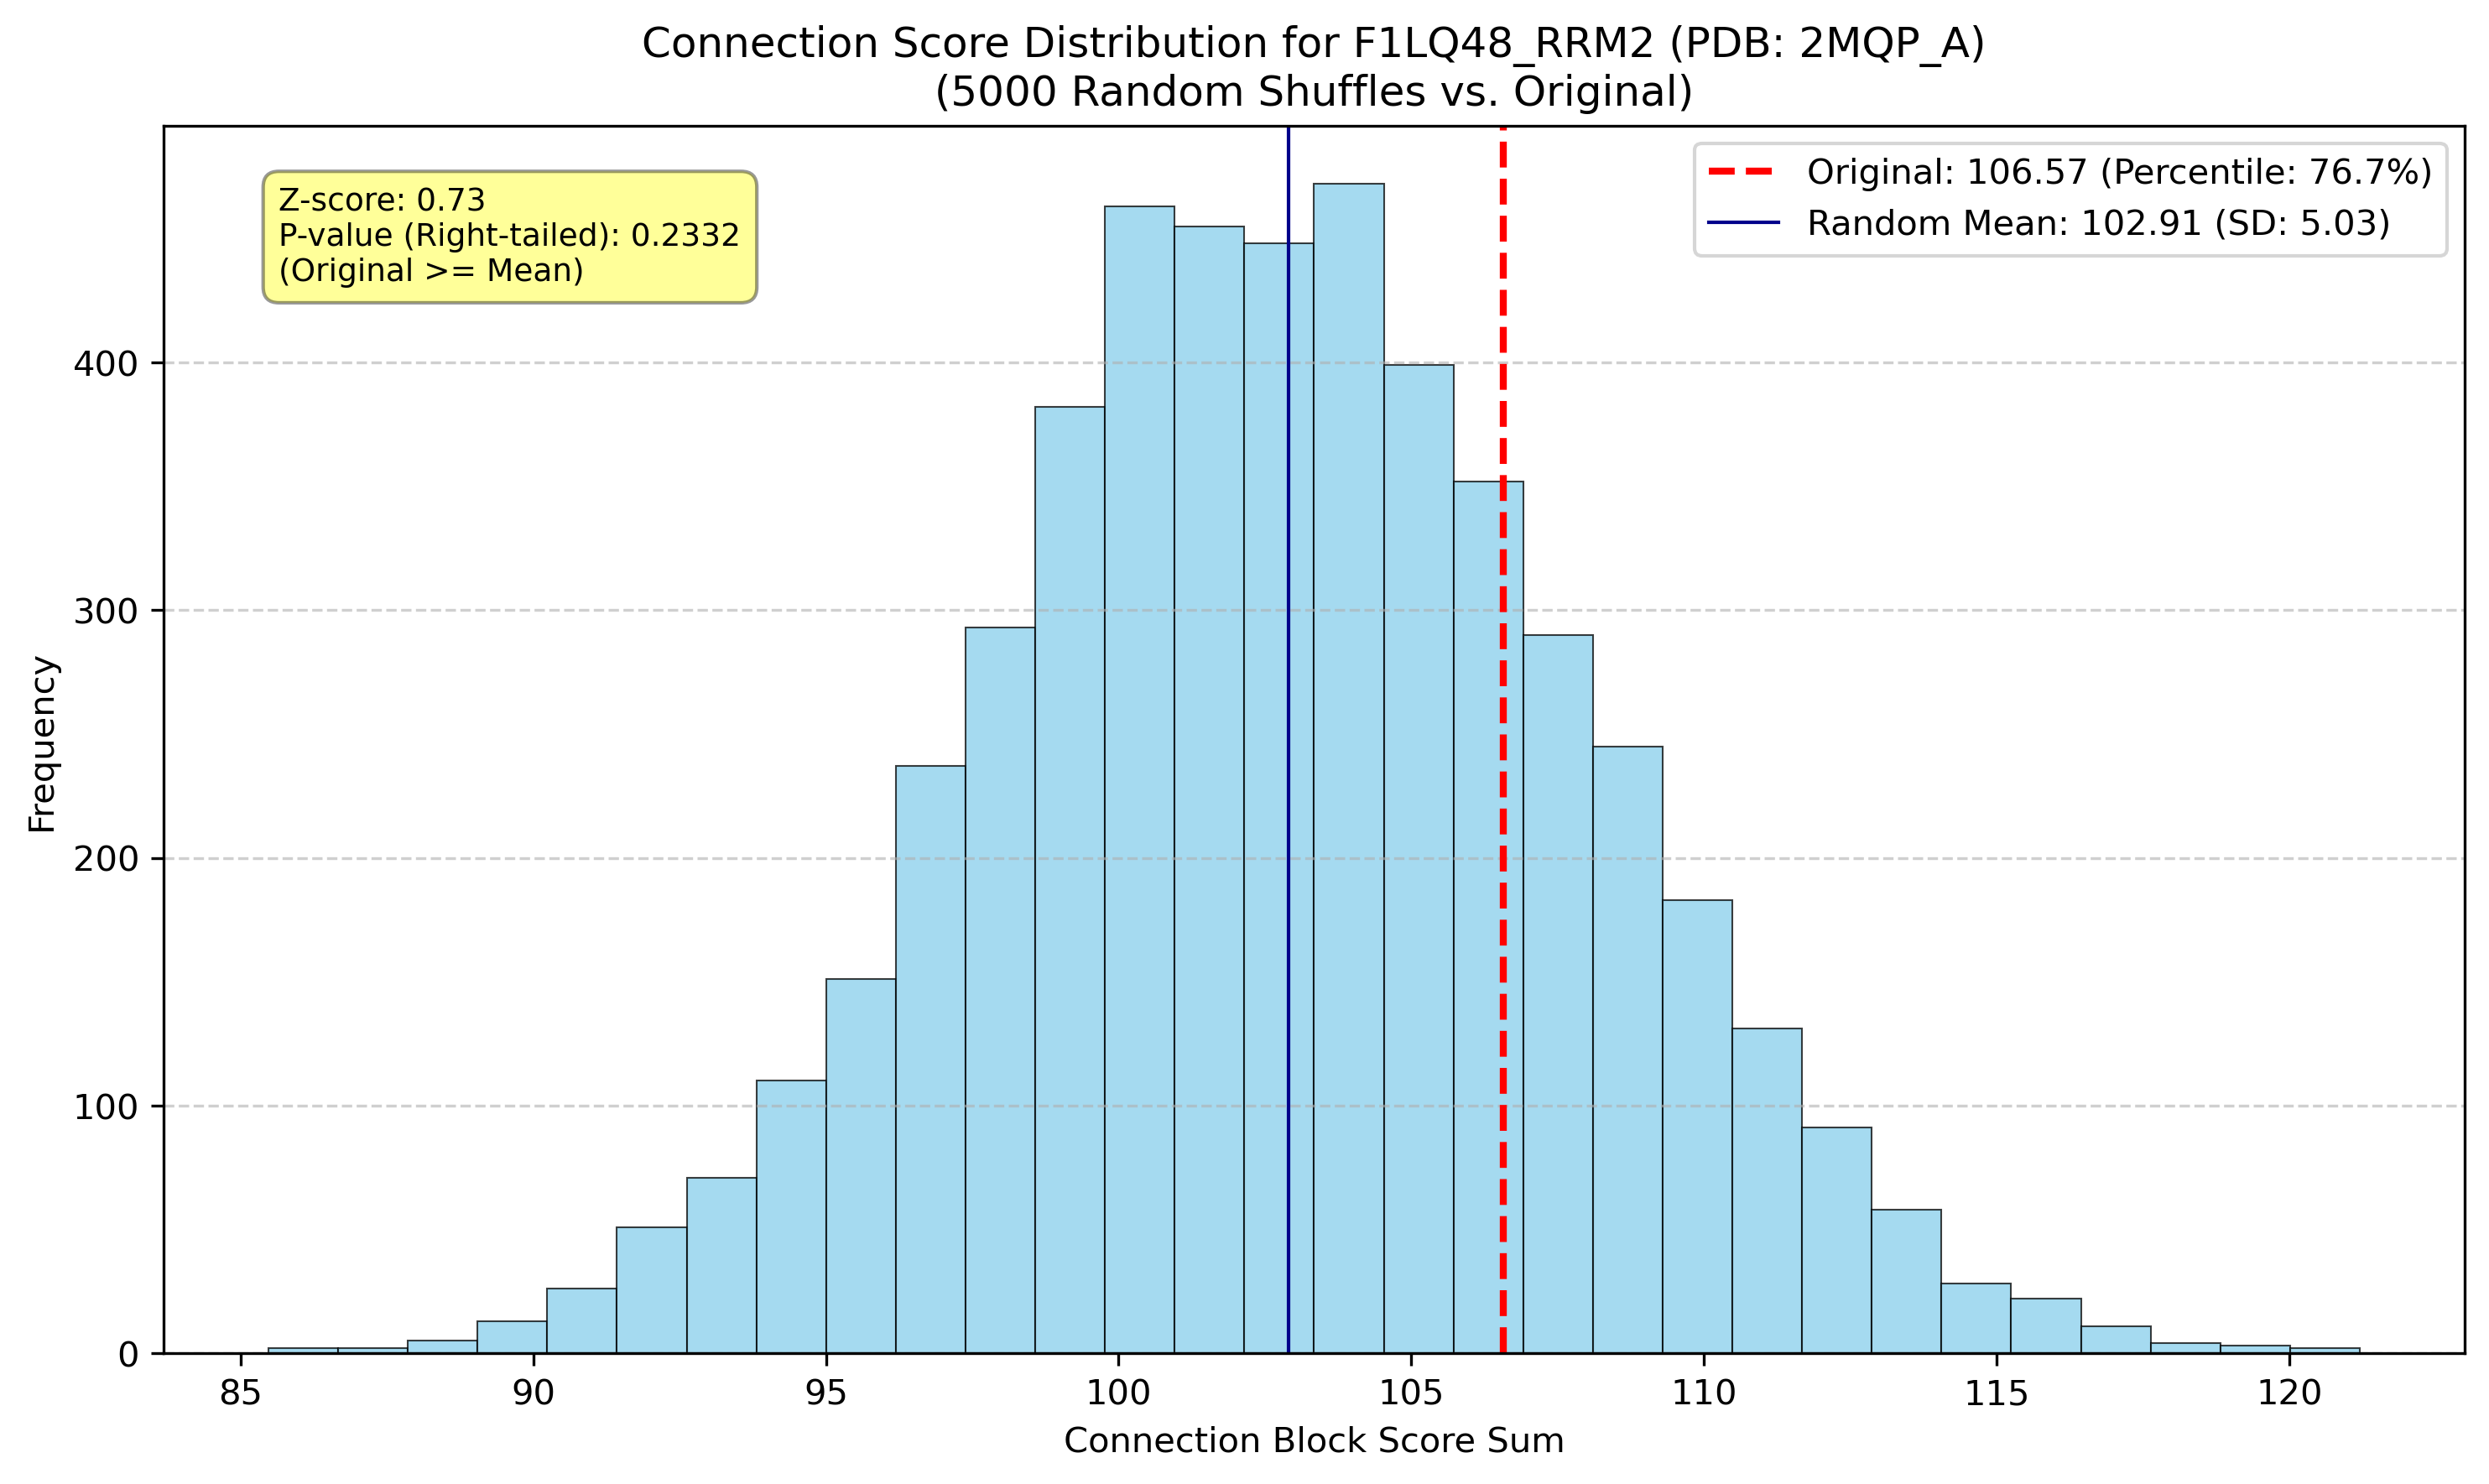 Connection Score Distribution for F1LQ48_RRM2 (PDB: 2MQP_A)
(5000 Random Shuffles vs. Original)
Z-score: 0.73
P-value (Right-tailed): 0.2332
(Original >= Mean)
Original: 106.57 (Percentile: 76.7%)
Random Mean: 102.91 (SD: 5.03)
Frequency
400
300
200
100
0
85
90
95
100
105
110
115
120
Connection Block Score Sum